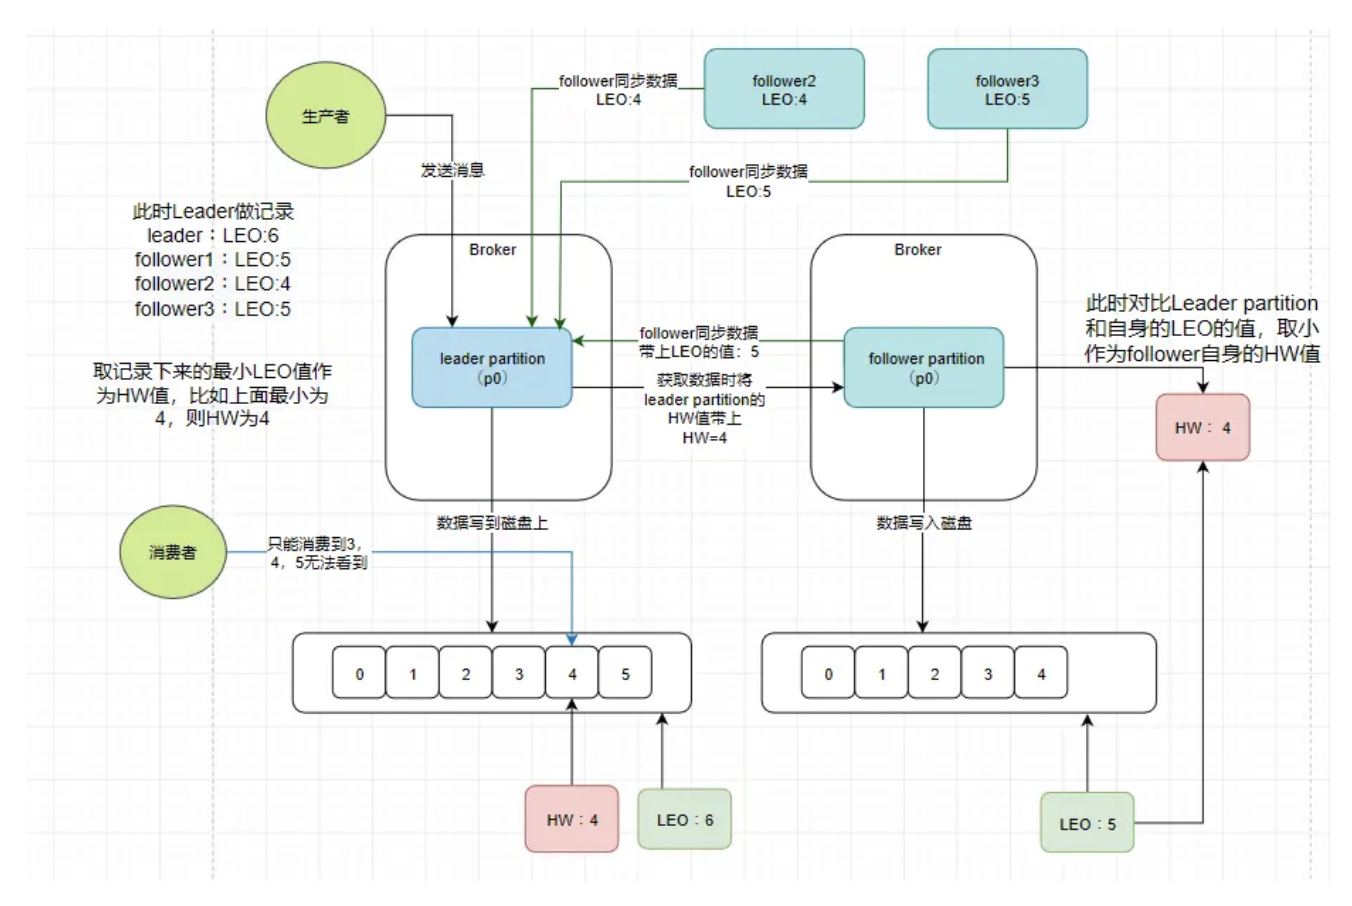 follower2
LEO:4
follower3
LEO:5
follower同步数据
LEO:4
生产者
发送消息
follower同步数据
LEO:5
此时Leader做记录
leader：LEO:6
follower1：LEO:5
follower2：LEO:4
follower3：LEO:5
Broker
Broker
取记录下来的最小LEO值作
为HW值，比如上面最小为
4，则HW为4
leader partition
（p0）
follower同步数据
带上LEO的值：5
获取数据时将
leader partition的
HW值带上
HW=4
follower partition
（p0）
此时对比Leader partition
和自身的LEO的值，取小
作为follower自身的HW值
HW： 4
数据写到磁盘上
数据写入磁盘
消费者
只能消费到3，
4，5无法看到
0 1 2 3 4 5
0 1 2 3 4
HW：4
LEO：6
LEO：5